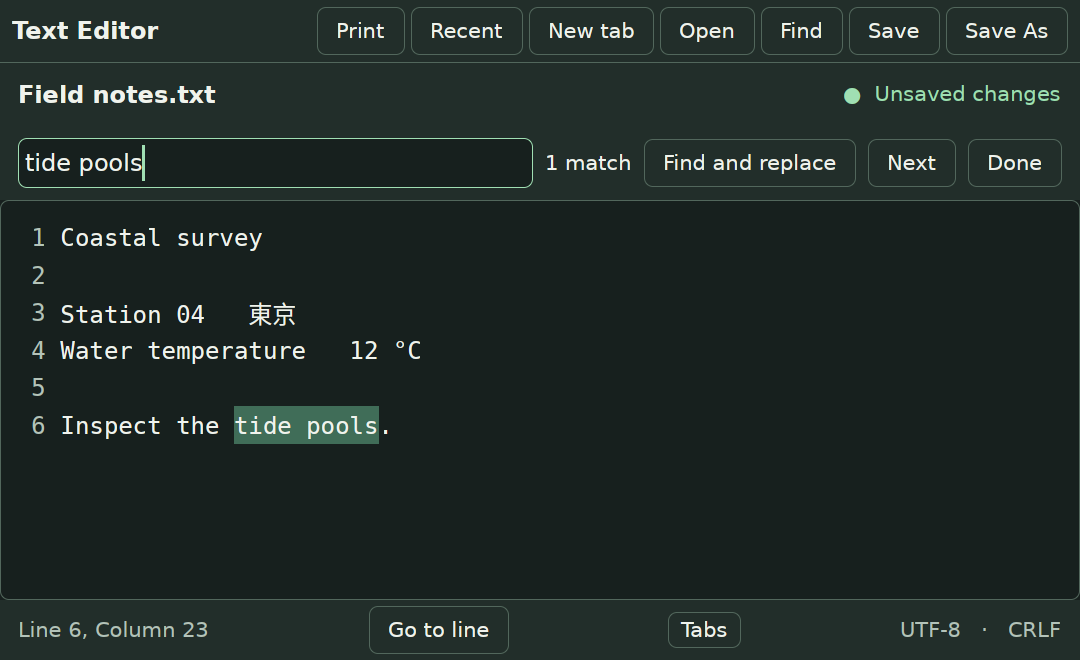 Text Editor Print Recent New tab Open Find Save Save As
Field notes.txt Unsaved changes
tide pools 1 match Find and replace Next Done
1 Coastal survey
2
3 Station 04   東京
4 Water temperature   12 °C
5
6 Inspect the tide pools.
Line 6, Column 23 Go to line Tabs UTF-8 · CRLF